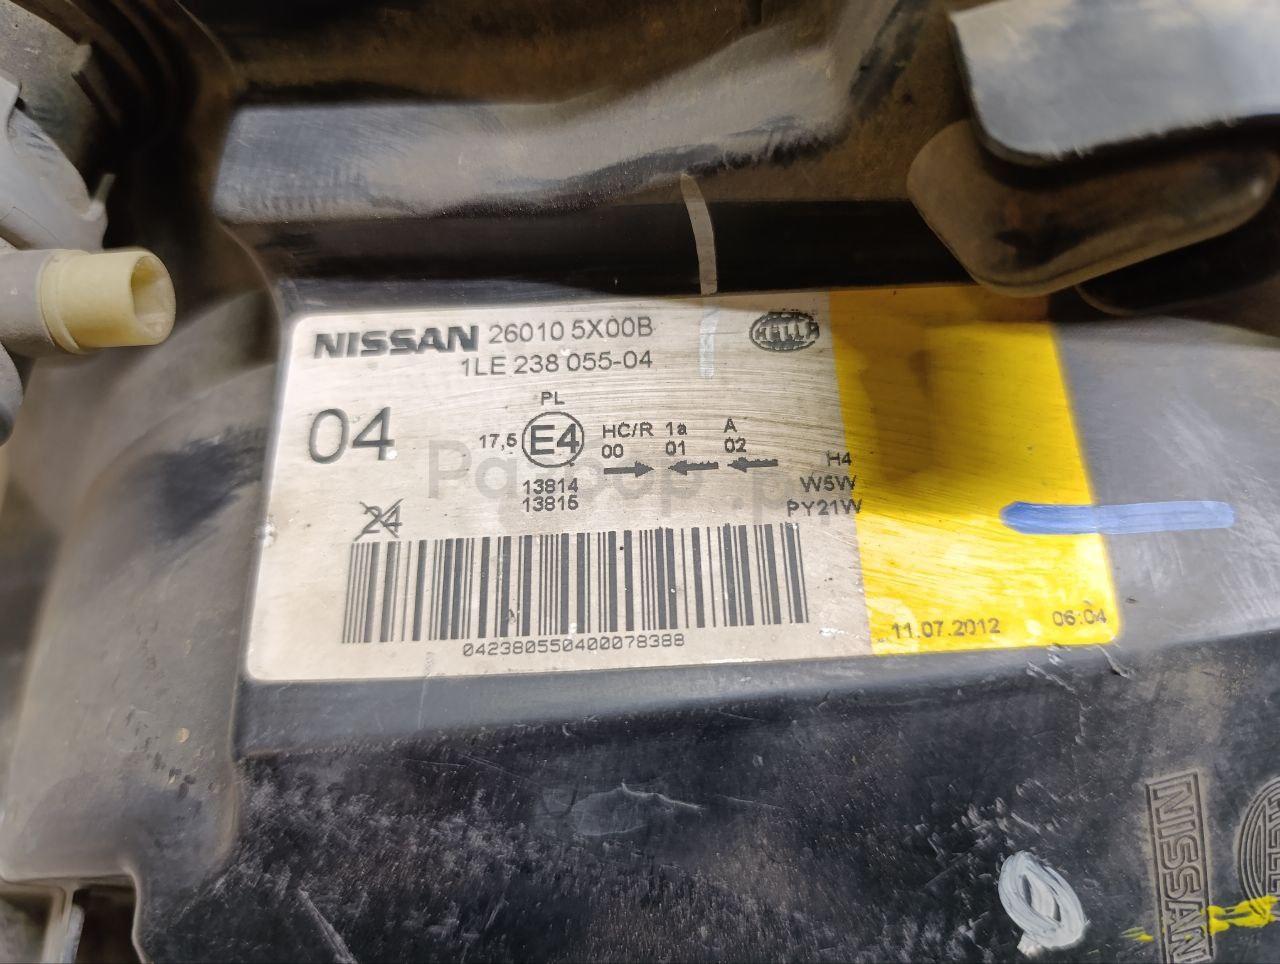 NISSAN 26010 5X00B
HELLA
1LE 238 055-04
04
PL
17,5 E4 HC/R 1a A
00 01 02
13814
13815
H4
W5W
PY21W
24
042380550400078388
11.07.2012 06:04
NISSAN